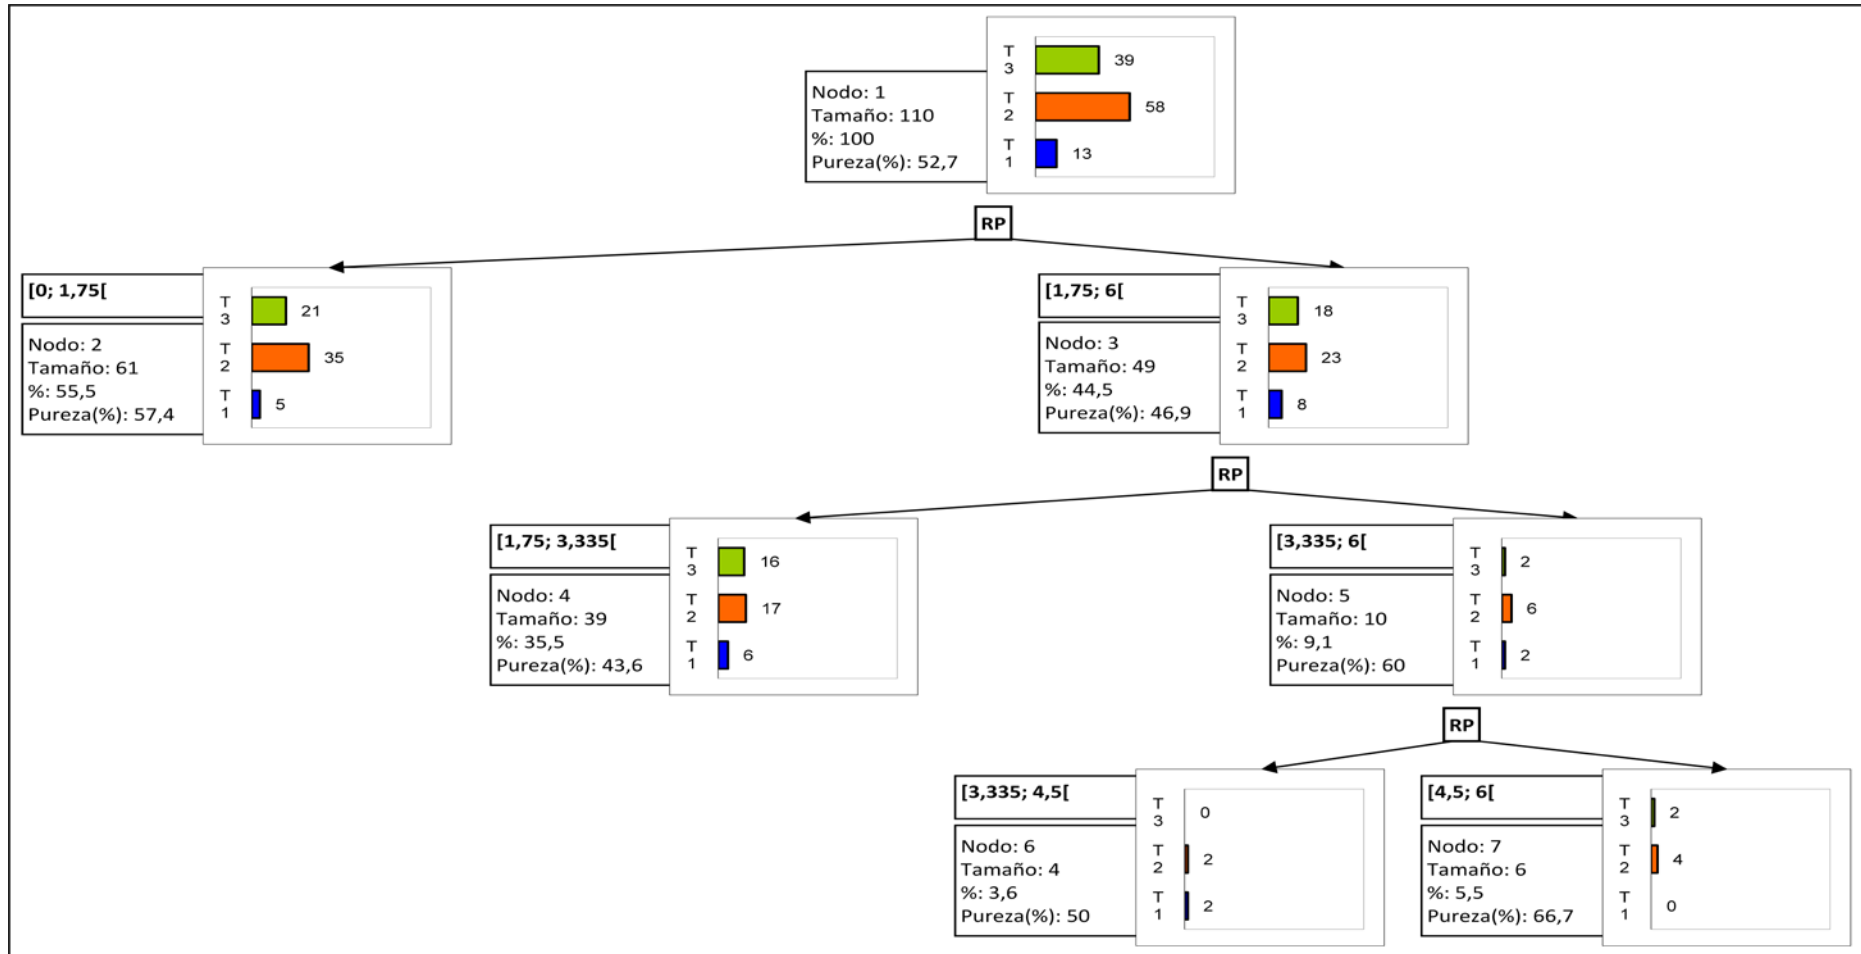 T
3
39
Nodo: 1
Tamaño: 110
%: 100
Pureza(%): 52,7
T
2
58
T
1
13
RP
[0; 1,75[
Nodo: 2
Tamaño: 61
%: 55,5
Pureza(%): 57,4
T
3
21
T
2
35
T
1
5
[1,75; 6[
Nodo: 3
Tamaño: 49
%: 44,5
Pureza(%): 46,9
T
3
18
T
2
23
T
1
8
RP
[1,75; 3,335[
Nodo: 4
Tamaño: 39
%: 35,5
Pureza(%): 43,6
T
3
16
T
2
17
T
1
6
[3,335; 6[
Nodo: 5
Tamaño: 10
%: 9,1
Pureza(%): 60
T
3
2
T
2
6
T
1
2
RP
[3,335; 4,5[
Nodo: 6
Tamaño: 4
%: 3,6
Pureza(%): 50
T
3
0
T
2
2
T
1
2
[4,5; 6[
Nodo: 7
Tamaño: 6
%: 5,5
Pureza(%): 66,7
T
3
2
T
2
4
T
1
0